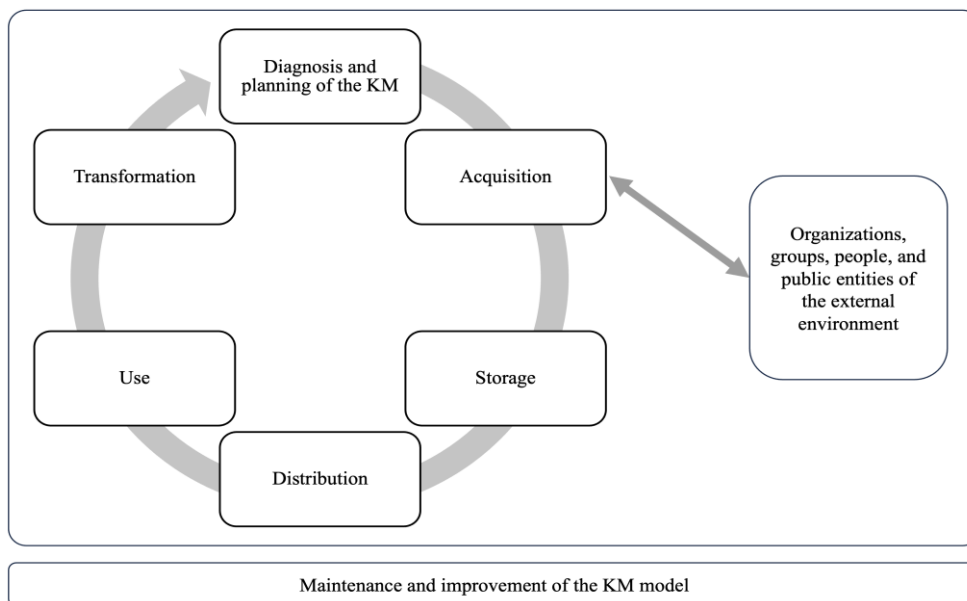 Diagnosis and
planning of the KM
Transformation
Acquisition
Organizations,
groups, people, and
public entities of
the external
environment
Use
Storage
Distribution
Maintenance and improvement of the KM model